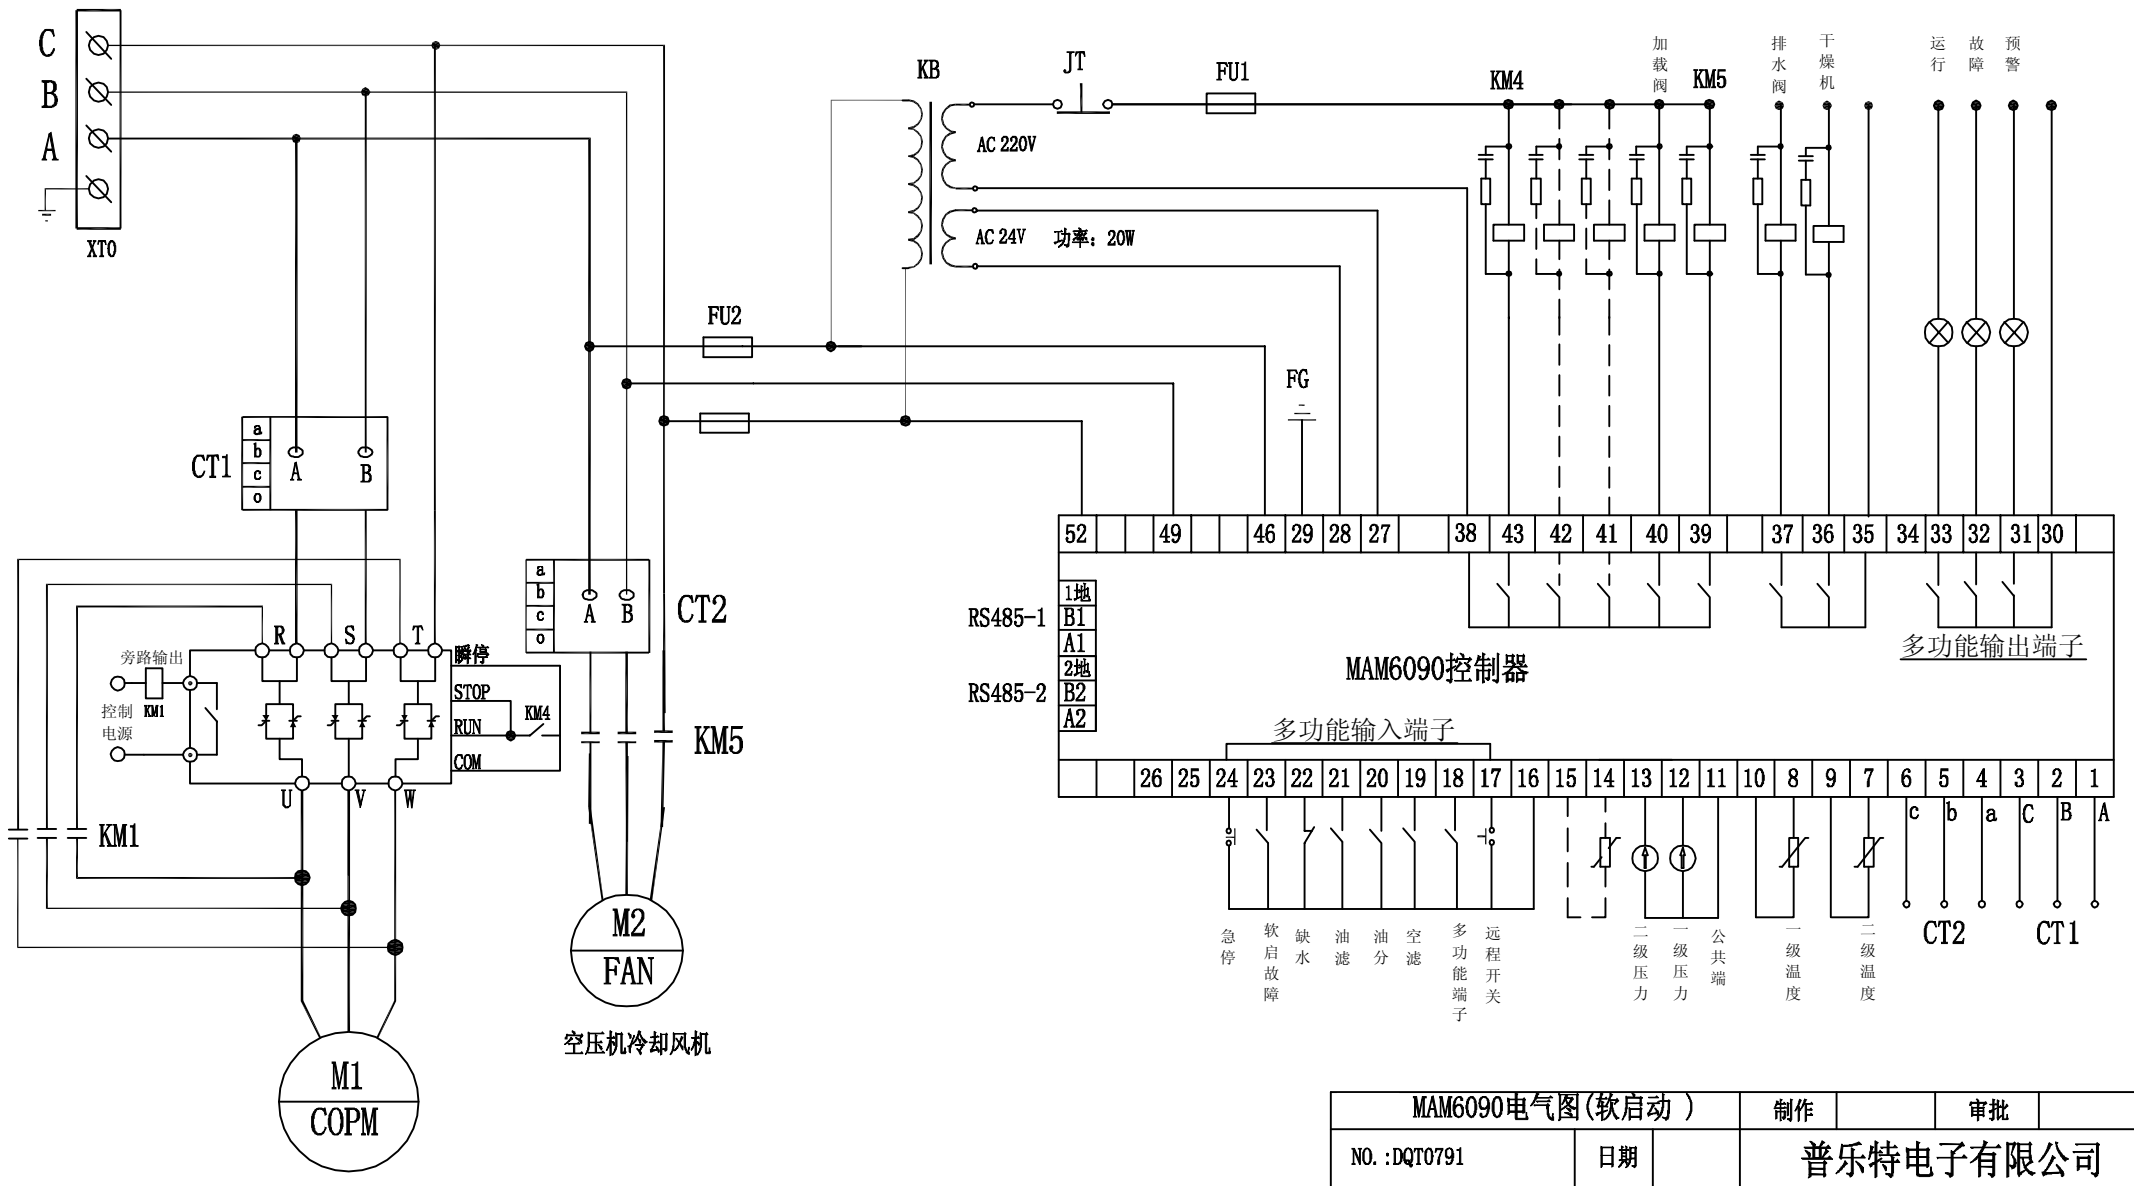 C
B
A
XT0
KB
JT
FU1
KM4
加载阀
KM5
排水阀
干燥机
运行
故障
预警
AC 220V
AC 24V 功率：20W
FU2
FG
CT1
a
b
c
o
A
B
CT2
a
b
c
o
A
B
52 49 46 29 28 27 38 43 42 41 40 39 37 36 35 34 33 32 31 30
1地
RS485-1 B1
A1
2地
RS485-2 B2
A2
MAM6090控制器
多功能输出端子
多功能输入端子
R S T
旁路输出
控制电源
KM1
瞬停
STOP
RUN
COM
KM4
U V W
KM1
KM5
26 25 24 23 22 21 20 19 18 17 16 15 14 13 12 11 10 8 9 7 6 5 4 3 2 1
c b a C B A
急停
软启故障
缺水
油滤
油分
空滤
多功能端子
远程开关
二级压力
一级压力
公共端
一级温度
二级温度
CT2 CT1
M2
FAN
空压机冷却风机
M1
COPM
MAM6090电气图(软启动 ) 制作 审批
NO.:DQT0791 日期 普乐特电子有限公司